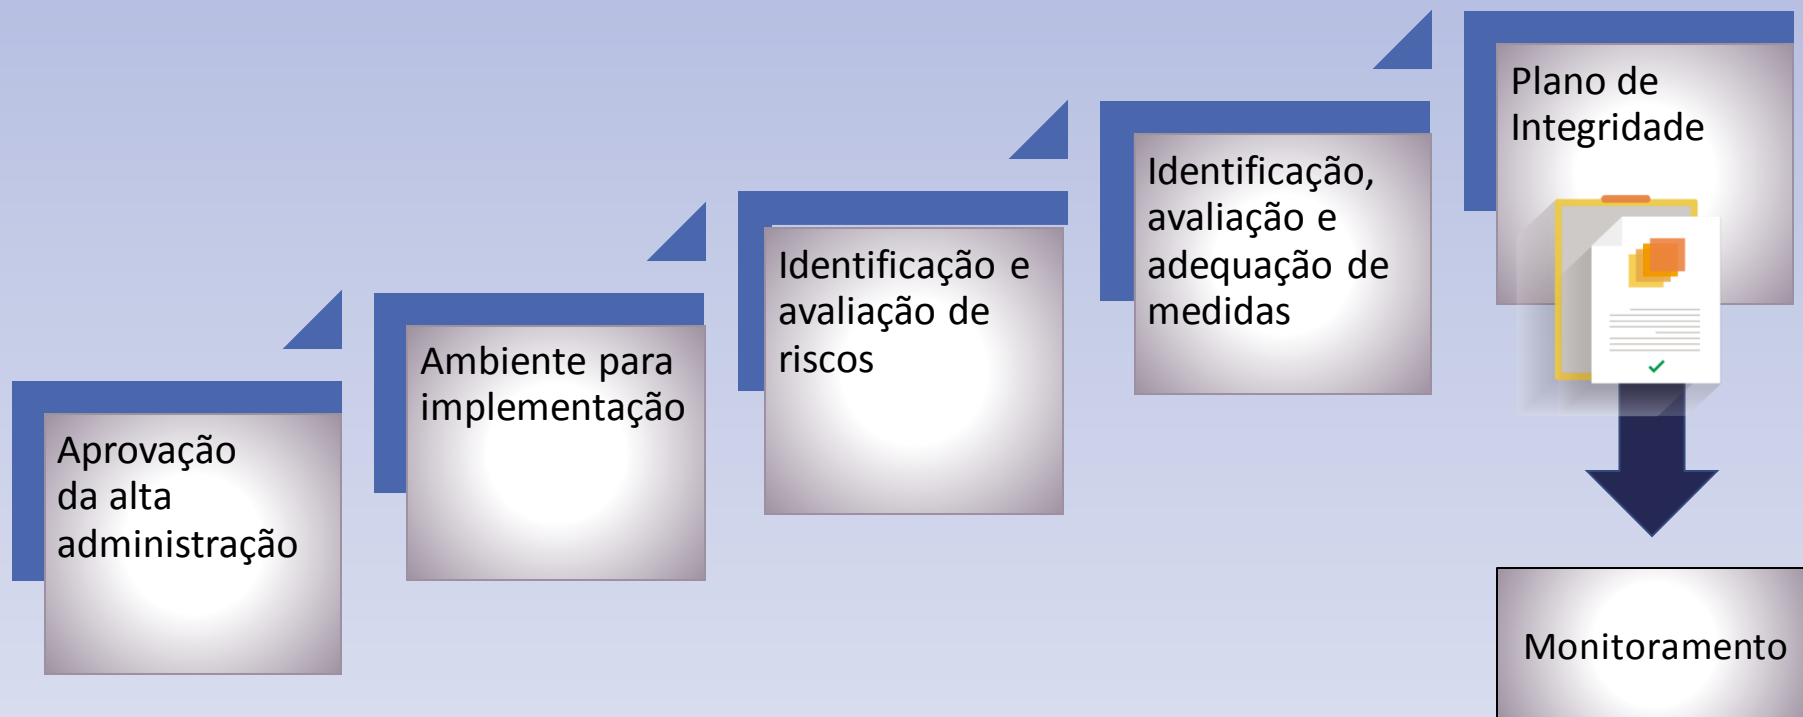 Aprovação
da alta
administração
Ambiente para
implementação
Identificação e
avaliação de
riscos
Identificação,
avaliação e
adequação de
medidas
Plano de
Integridade
Monitoramento